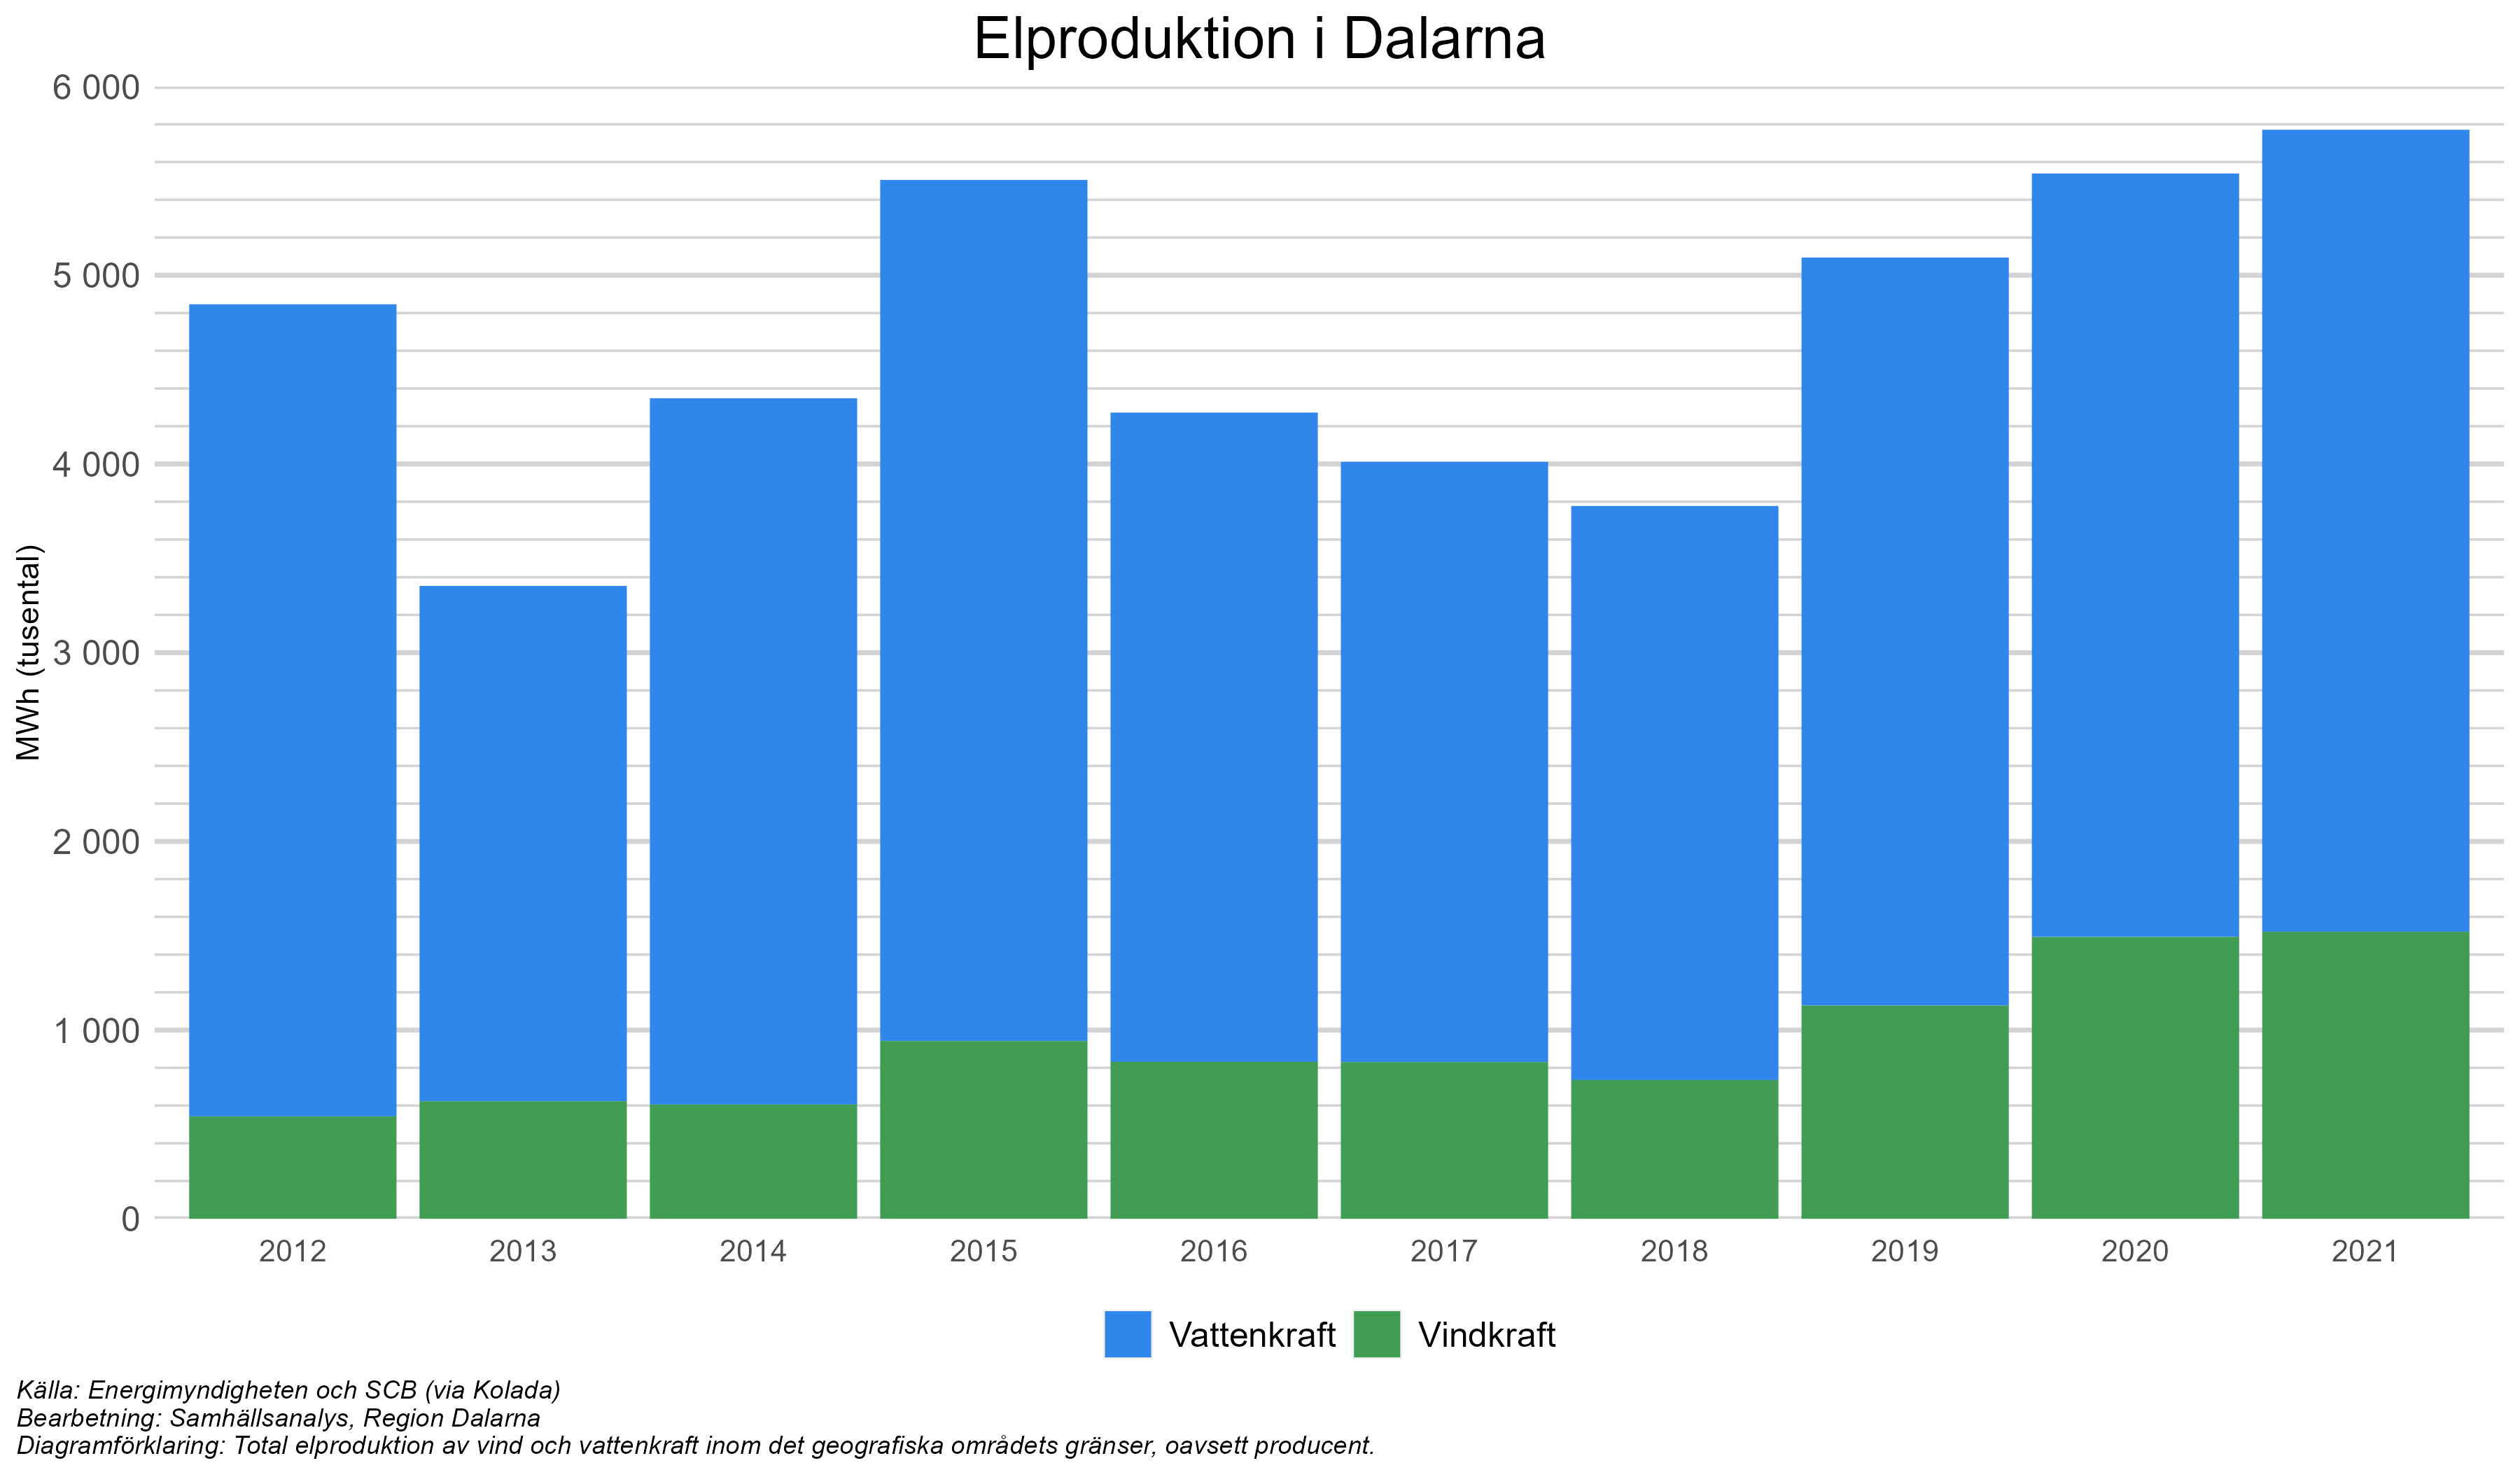 Elproduktion i Dalarna
6 000
5 000
4 000
3 000
2 000
1 000
0
MWh (tusental)
2012 2013 2014 2015 2016 2017 2018 2019 2020 2021
Vattenkraft Vindkraft
Källa: Energimyndigheten och SCB (via Kolada)
Bearbetning: Samhällsanalys, Region Dalarna
Diagramförklaring: Total elproduktion av vind och vattenkraft inom det geografiska områdets gränser, oavsett producent.